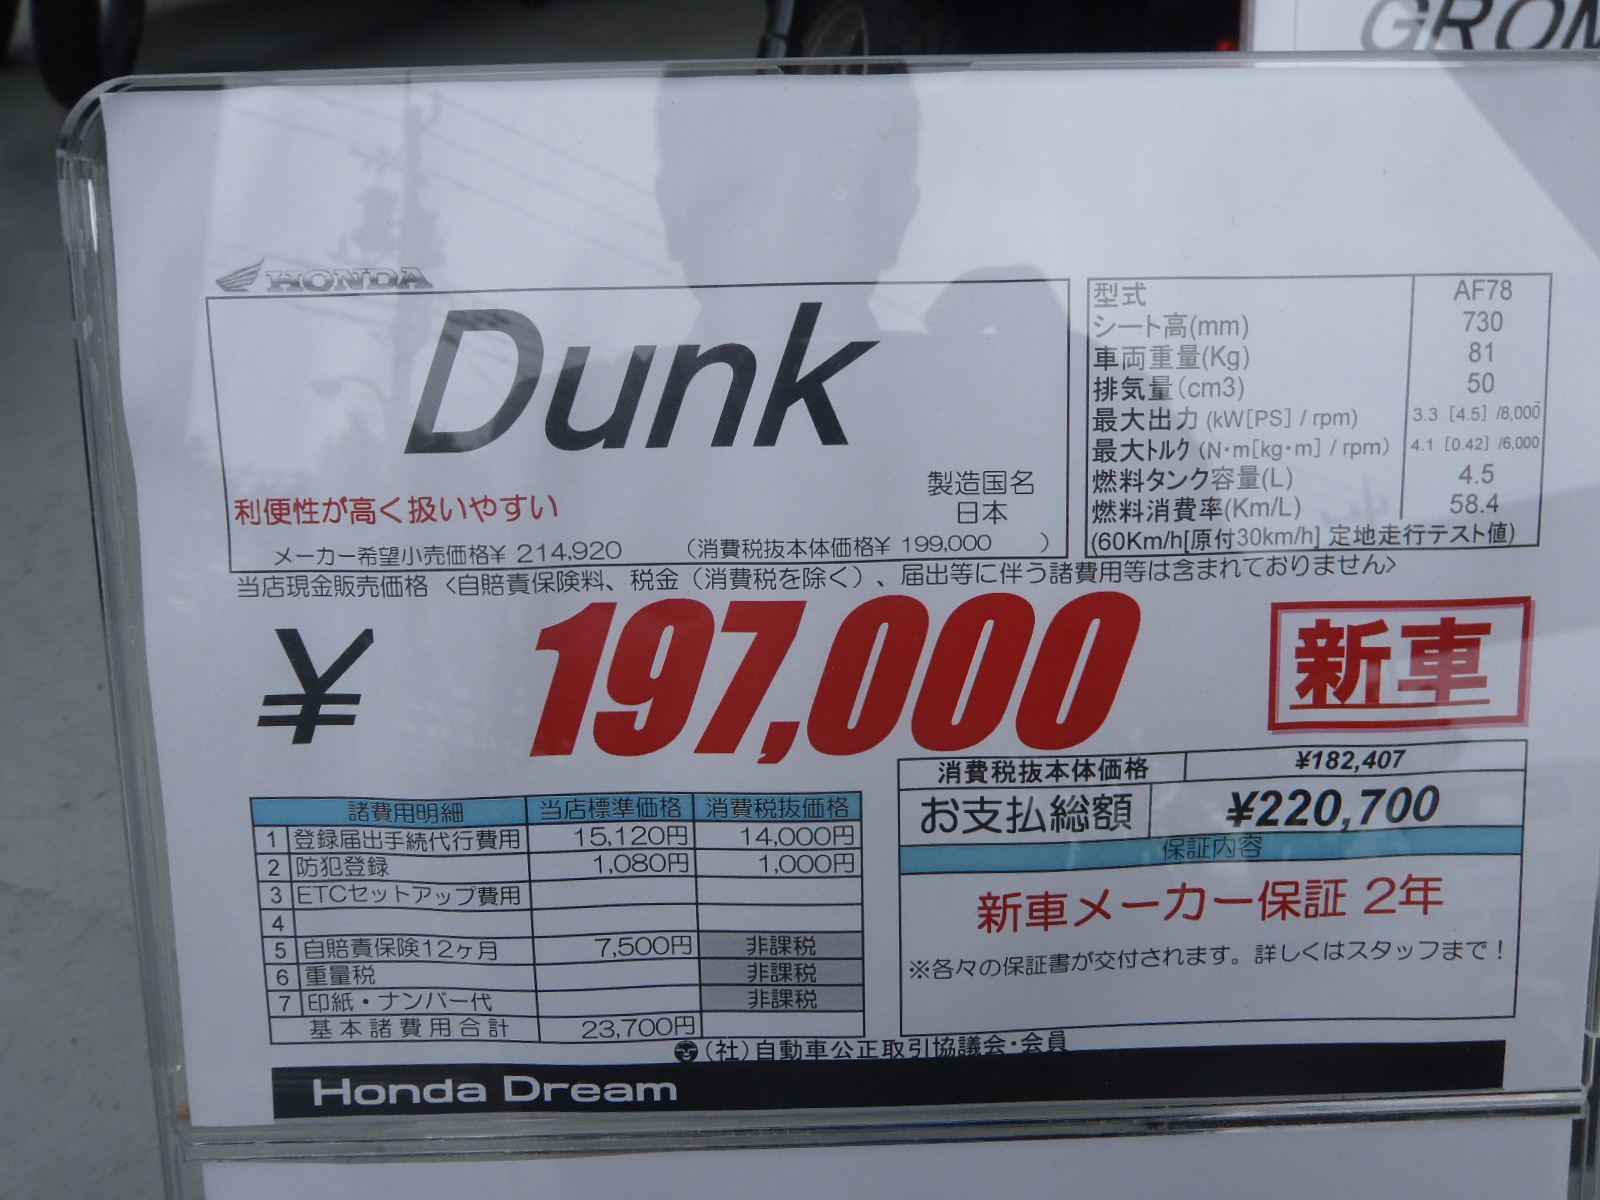 GROM
HONDA
Dunk
利便性が高く扱いやすい
製造国名
日本
メーカー希望小売価格¥ 214,920 (消費税抜本体価格¥ 199,000 )
型式 AF78
シート高(mm) 730
車両重量(Kg) 81
排気量(cm3) 50
最大出力(kW[PS] / rpm) 3.3 [4.5] /8,000
最大トルク(N・m[kg・m] / rpm) 4.1 [0.42] /6,000
燃料タンク容量(L) 4.5
燃料消費率(Km/L) 58.4
(60Km/h[原付30km/h] 定地走行テスト値)
当店現金販売価格 <自賠責保険料、税金(消費税を除く)、届出等に伴う諸費用等は含まれておりません>
¥ 197,000
新車
消費税抜本体価格 ¥182,407
お支払総額 ¥220,700
保証内容
新車メーカー保証 2年
※各々の保証書が交付されます。詳しくはスタッフまで!
諸費用明細 当店標準価格 消費税抜価格
1 登録届出手続代行費用 15,120円 14,000円
2 防犯登録 1,080円 1,000円
3 ETCセットアップ費用
4
5 自賠責保険12ヶ月 7,500円 非課税
6 重量税 非課税
7 印紙・ナンバー代 非課税
基本諸費用合計 23,700円
(社)自動車公正取引協議会・会員
Honda Dream